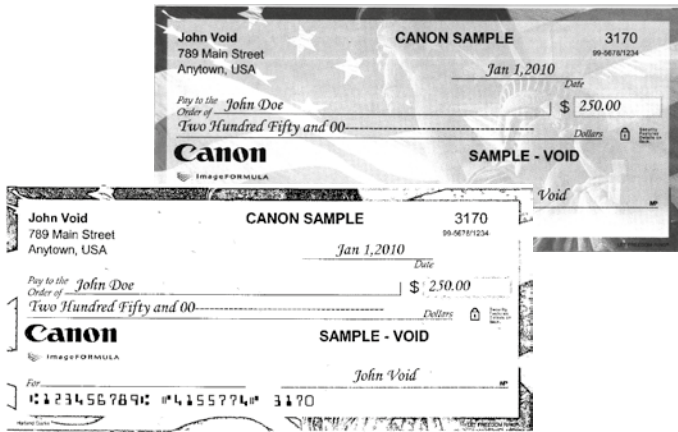 John Void CANON SAMPLE 3170
789 Main Street 99-5678/1234
Anytown, USA Jan 1,2010
Date
Pay to the
Order of John Doe $ 250.00
Two Hundred Fifty and 00 Dollars
Canon SAMPLE - VOID
imageFORMULA
Void
MP
John Void CANON SAMPLE 3170
789 Main Street 99-5678/1234
Anytown, USA Jan 1,2010
Date
Pay to the
Order of John Doe $ 250.00
Two Hundred Fifty and 00 Dollars
Canon SAMPLE - VOID
imageFORMULA
John Void
For MP
⑆123456789⑆ ⑈4155774⑈ 3170